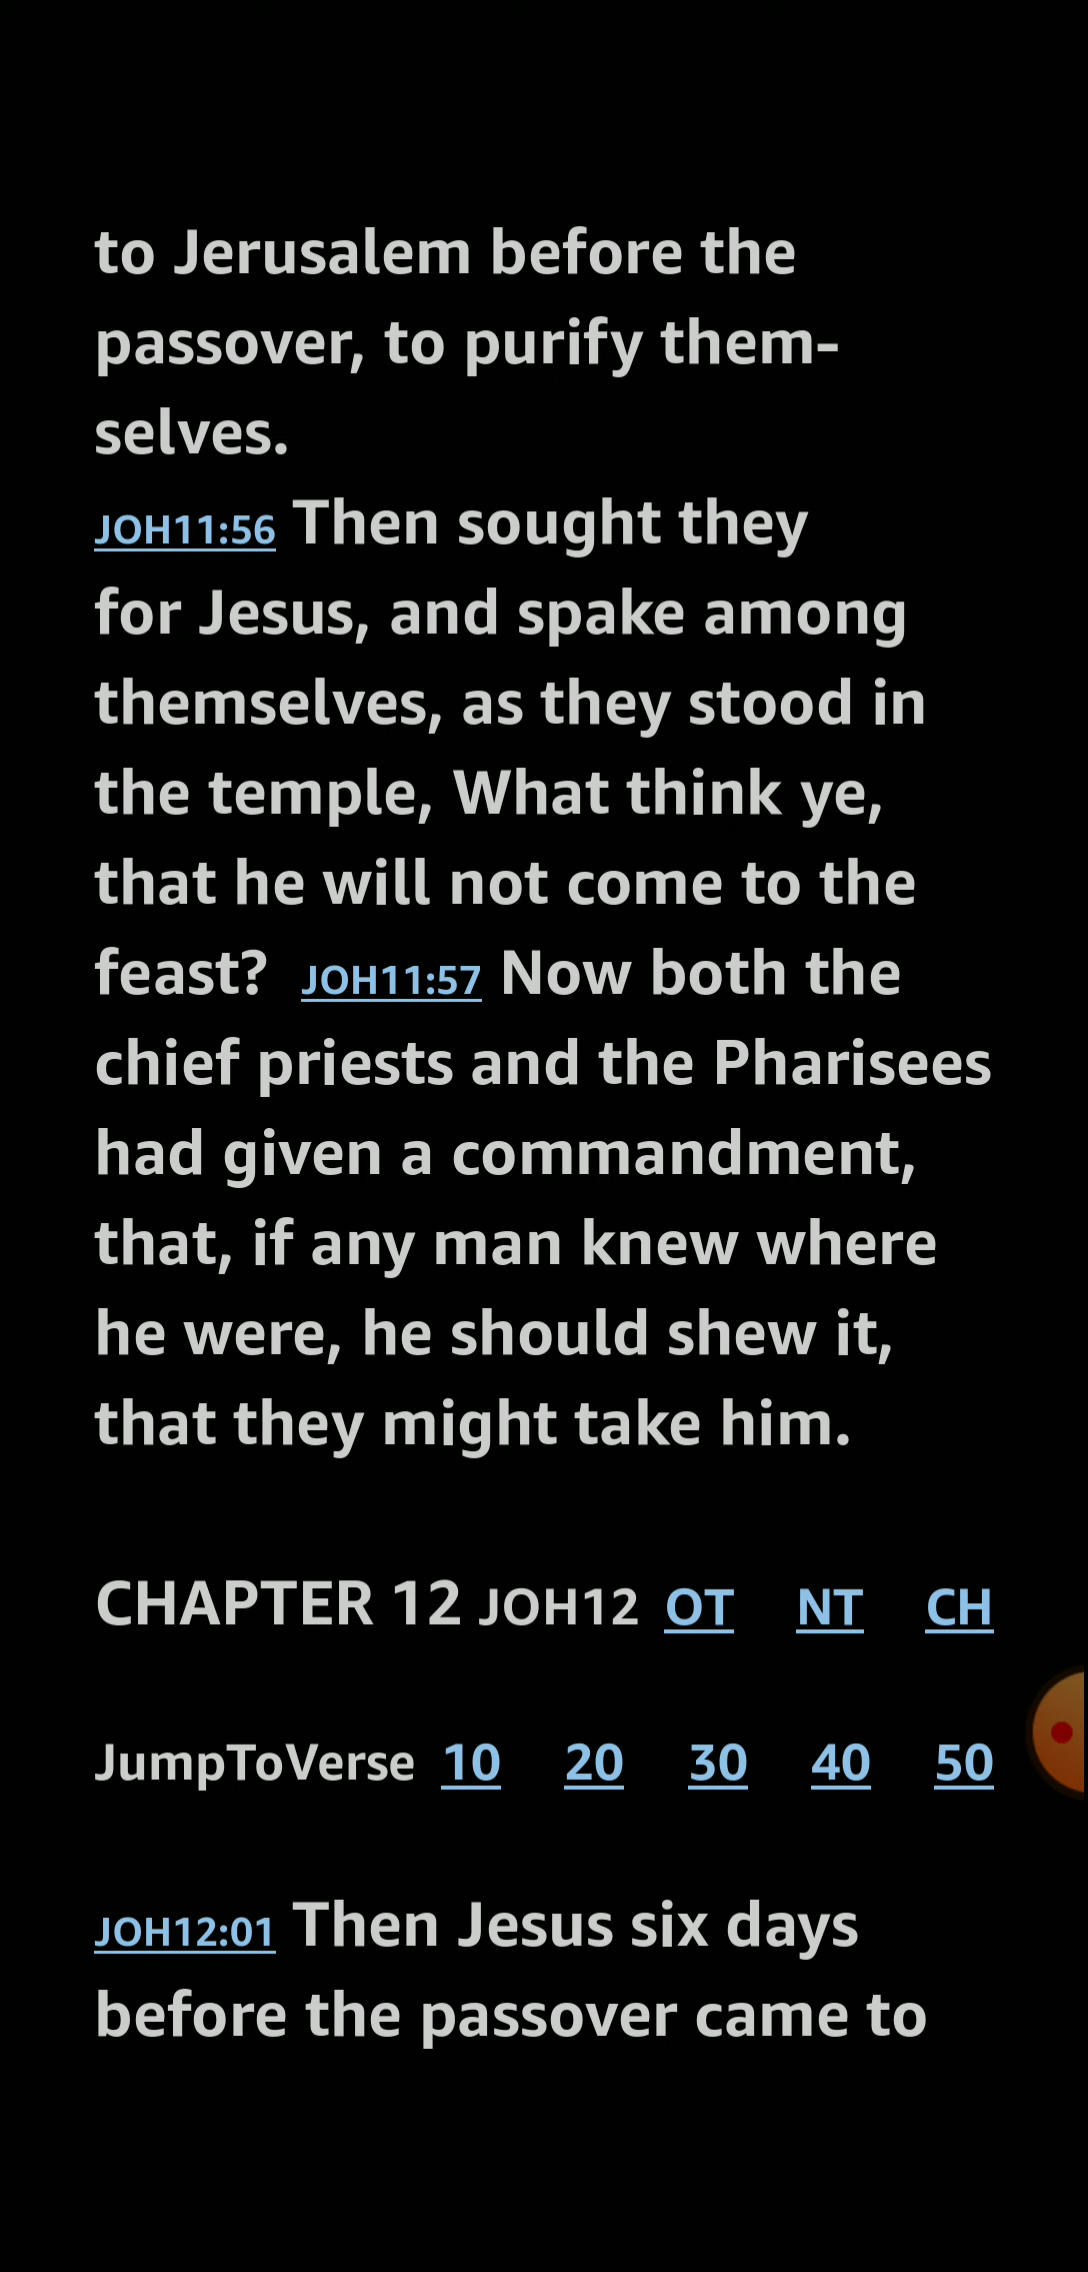 to Jerusalem before the
passover, to purify them-
selves.
JOH11:56 Then sought they
for Jesus, and spake among
themselves, as they stood in
the temple, What think ye,
that he will not come to the
feast? JOH11:57 Now both the
chief priests and the Pharisees
had given a commandment,
that, if any man knew where
he were, he should shew it,
that they might take him.
CHAPTER 12 JOH12 OT NT CH
JumpToVerse 10 20 30 40 50
JOH12:01 Then Jesus six days
before the passover came to